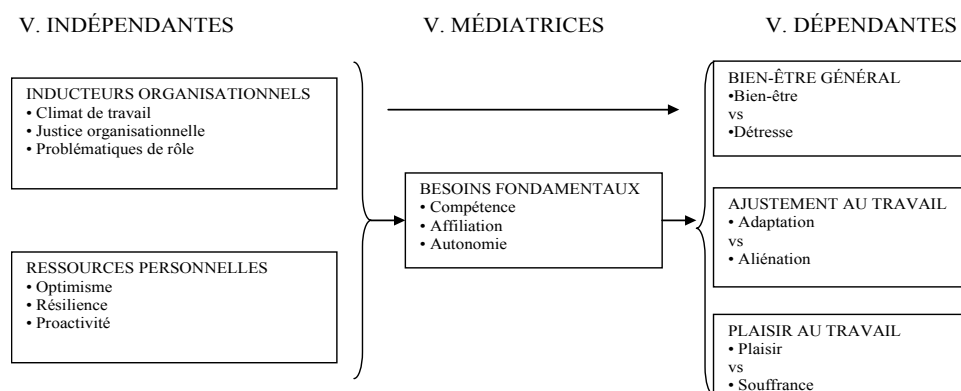 V. INDÉPENDANTES
V. MÉDIATRICES
V. DÉPENDANTES
INDUCTEURS ORGANISATIONNELS
• Climat de travail
• Justice organisationnelle
• Problématiques de rôle
RESSOURCES PERSONNELLES
• Optimisme
• Résilience
• Proactivité
BESOINS FONDAMENTAUX
• Compétence
• Affiliation
• Autonomie
BIEN-ÊTRE GÉNÉRAL
•Bien-être
vs
•Détresse
AJUSTEMENT AU TRAVAIL
• Adaptation
vs
• Aliénation
PLAISIR AU TRAVAIL
• Plaisir
vs
• Souffrance